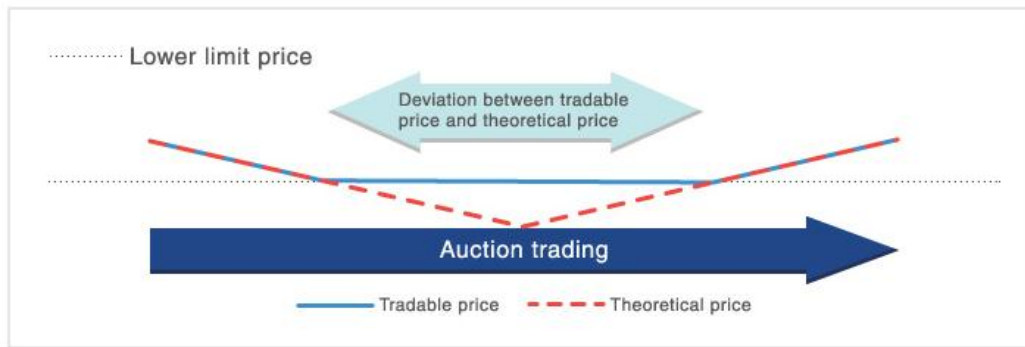 Lower limit price
Deviation between tradable
price and theoretical price
Auction trading
Tradable price
Theoretical price